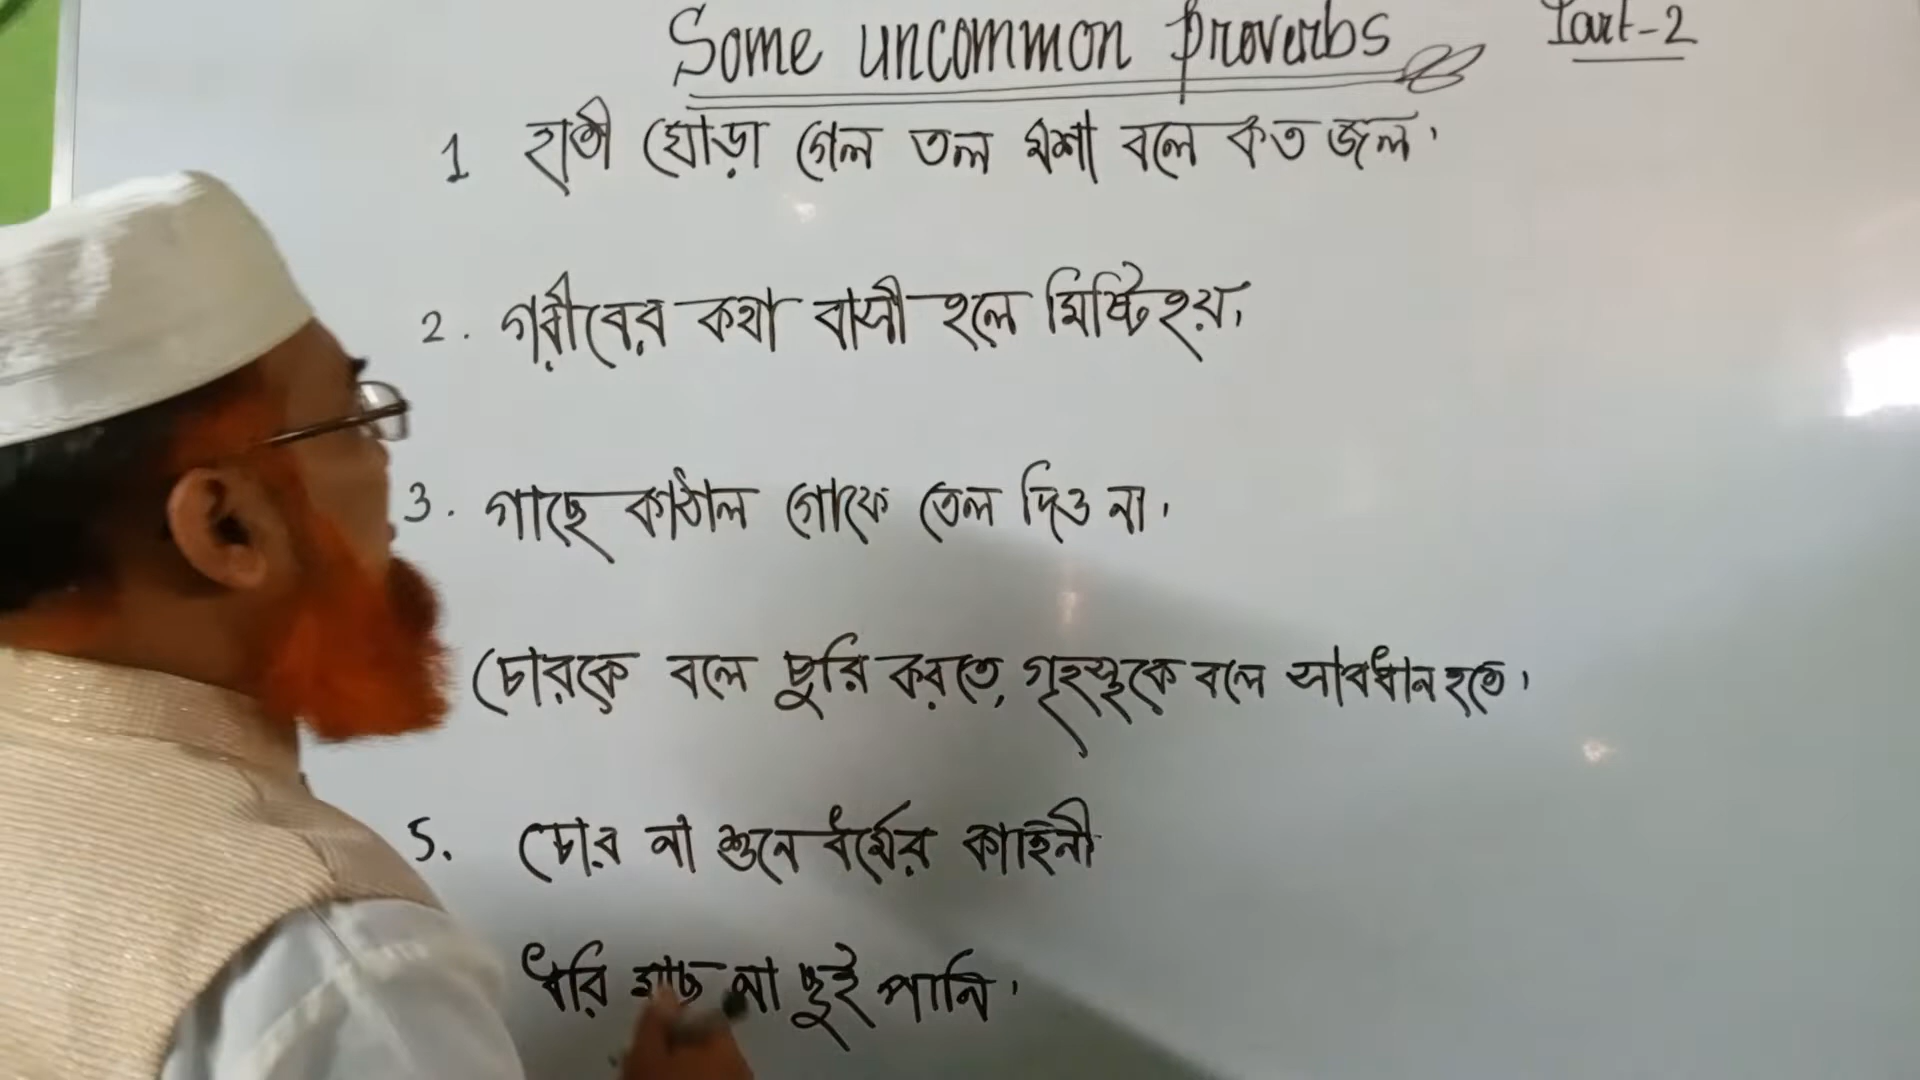 Some uncommon proverbs Part-2
1 হাতী ঘোড়া গেল তল মশা বলে কত জল।
2. গরীবের কথা বাসী হলে মিষ্টি হয়।
3. গাছে কাঠাল গোফে তেল দিও না।
চোরকে বলে চুরি করতে, গৃহস্থকে বলে সাবধান হতে।
5. চোর না শুনে ধর্মের কাহিনী
ধরি মাছ না ছুই পানি।